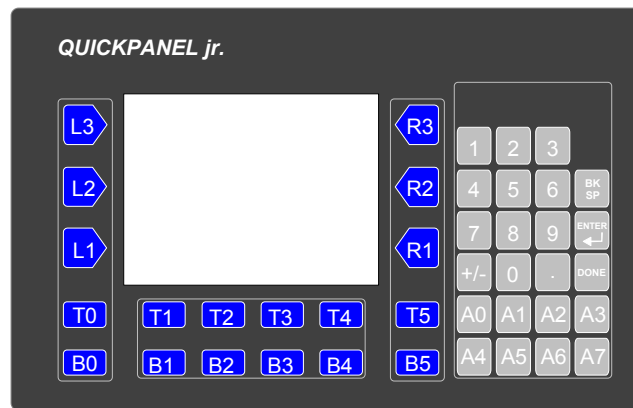 QUICKPANEL jr.
L3
R3
1 2 3
L2
R2
4 5 6 BK SP
L1
R1
7 8 9 ENTER
+/- 0 . DONE
T0 T1 T2 T3 T4 T5 A0 A1 A2 A3
B0 B1 B2 B3 B4 B5 A4 A5 A6 A7